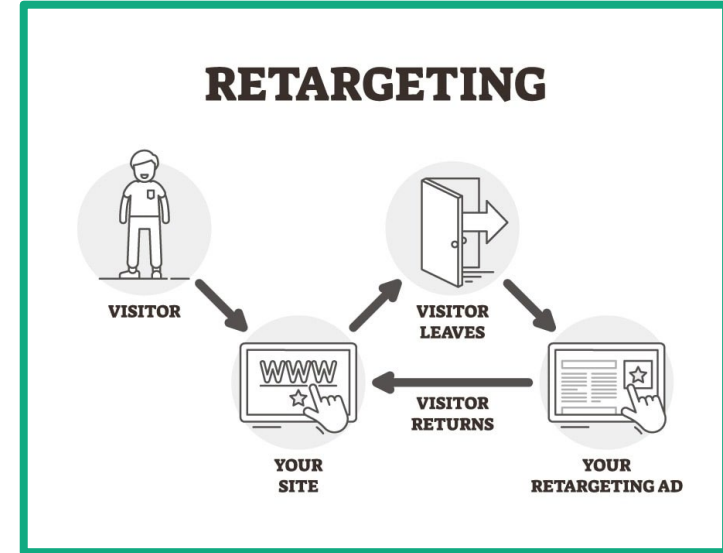 RETARGETING
VISITOR
VISITOR
LEAVES
WWW
VISITOR
RETURNS
YOUR
SITE
YOUR
RETARGETING AD